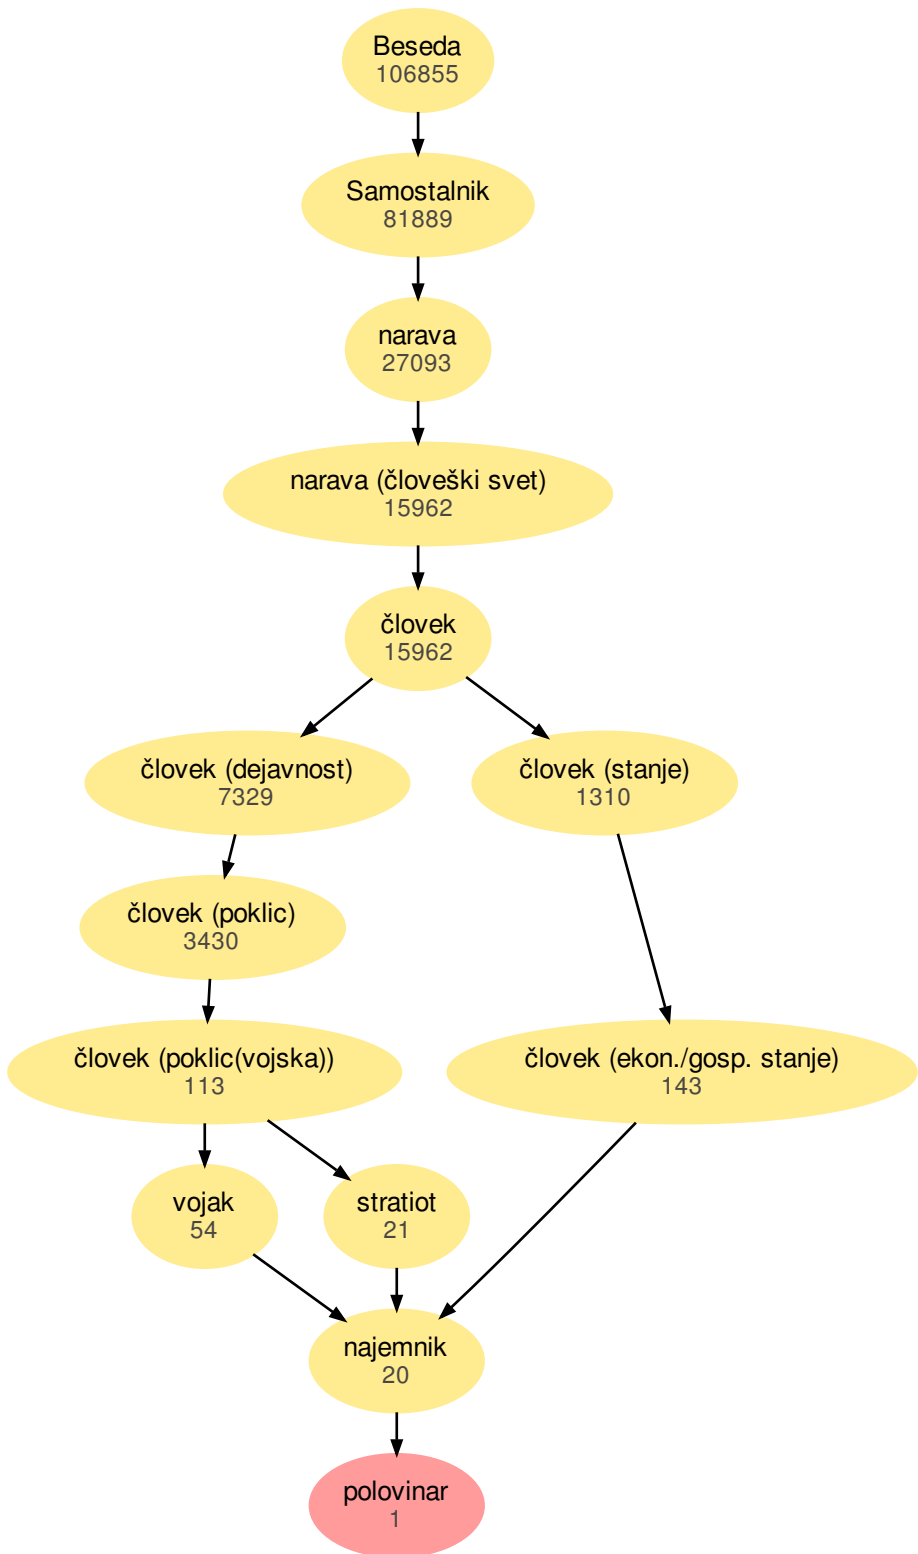 Beseda
106855
Samostalnik
81889
narava
27093
narava (človeški svet)
15962
človek
15962
človek (dejavnost)
7329
človek (stanje)
1310
človek (poklic)
3430
človek (poklic(vojska))
113
človek (ekon./gosp. stanje)
143
vojak
54
stratiot
21
najemnik
20
polovinar
1